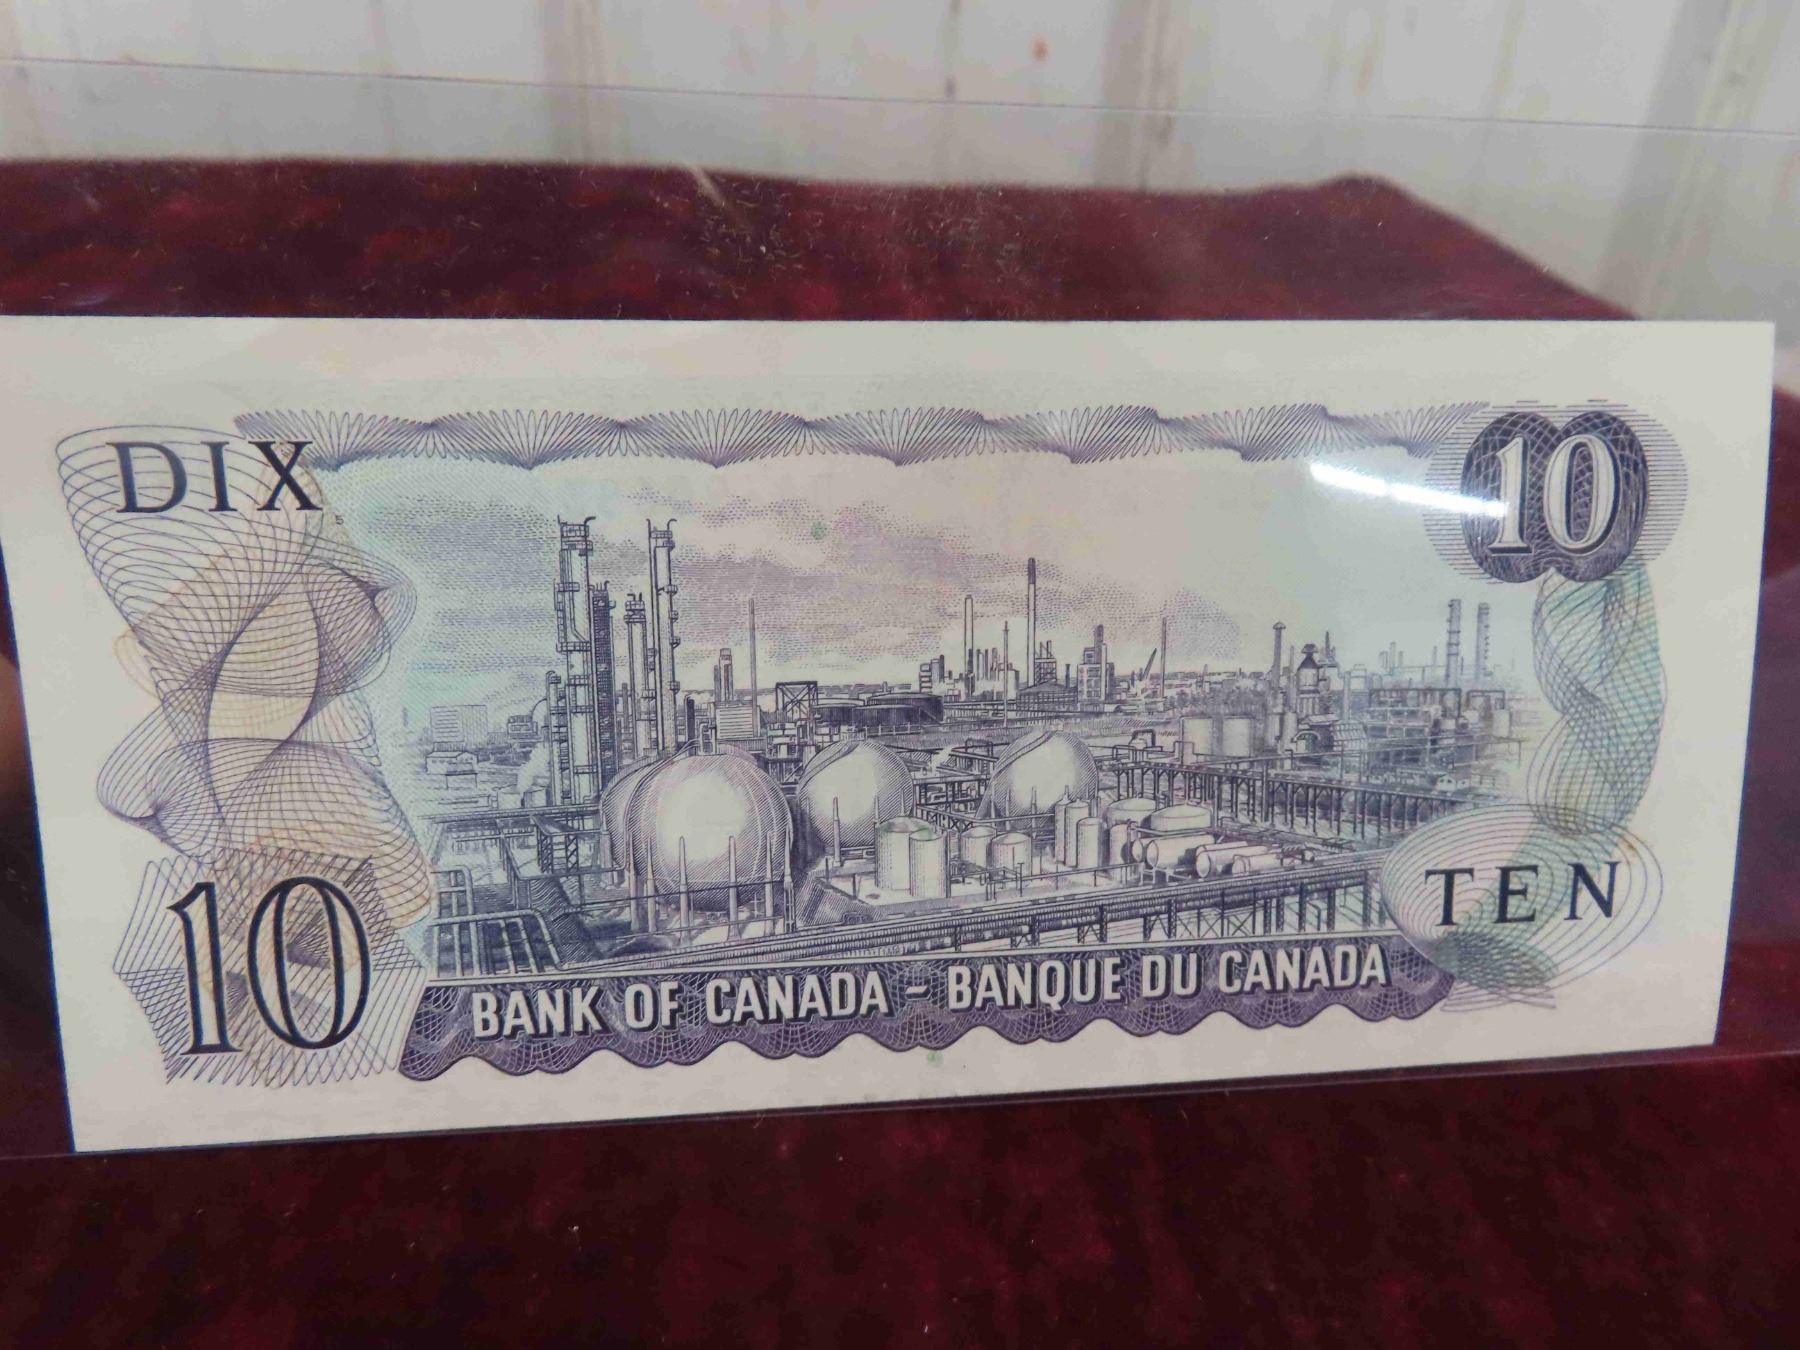 DIX
10
10
TEN
BANK OF CANADA - BANQUE DU CANADA